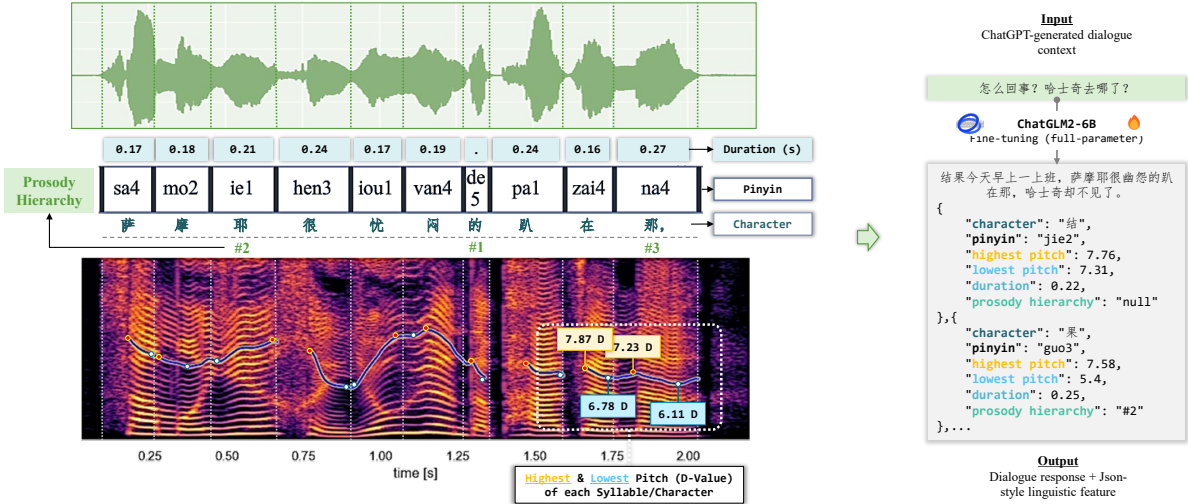 0.17 0.18 0.21 0.24 0.17 0.19 . 0.24 0.16 0.27 Duration (s)
Prosody
Hierarchy
sa4 mo2 ie1 hen3 iou1 van4 de
5 pa1 zai4 na4 Pinyin
萨 摩 耶 很 忧 闷 的 趴 在 那, Character
#2 #1 #3
7.87 D 7.23 D
6.78 D 6.11 D
0.25 0.50 0.75 1.00 1.25 1.50 1.75 2.00
time [s]
Highest & Lowest Pitch (D-Value)
of each Syllable/Character
Input
ChatGPT-generated dialogue
context
怎么回事？哈士奇去哪了？
ChatGLM2-6B
Fine-tuning (full-parameter)
结果今天早上一上班，萨摩耶很幽怨的趴
在那，哈士奇却不见了。
{
"character": "结",
"pinyin": "jie2",
"highest pitch": 7.76,
"lowest pitch": 7.31,
"duration": 0.22,
"prosody hierarchy": "null"
},{
"character": "果",
"pinyin": "guo3",
"highest pitch": 7.58,
"lowest pitch": 5.4,
"duration": 0.25,
"prosody hierarchy": "#2"
},...
Output
Dialogue response + Json-
style linguistic feature